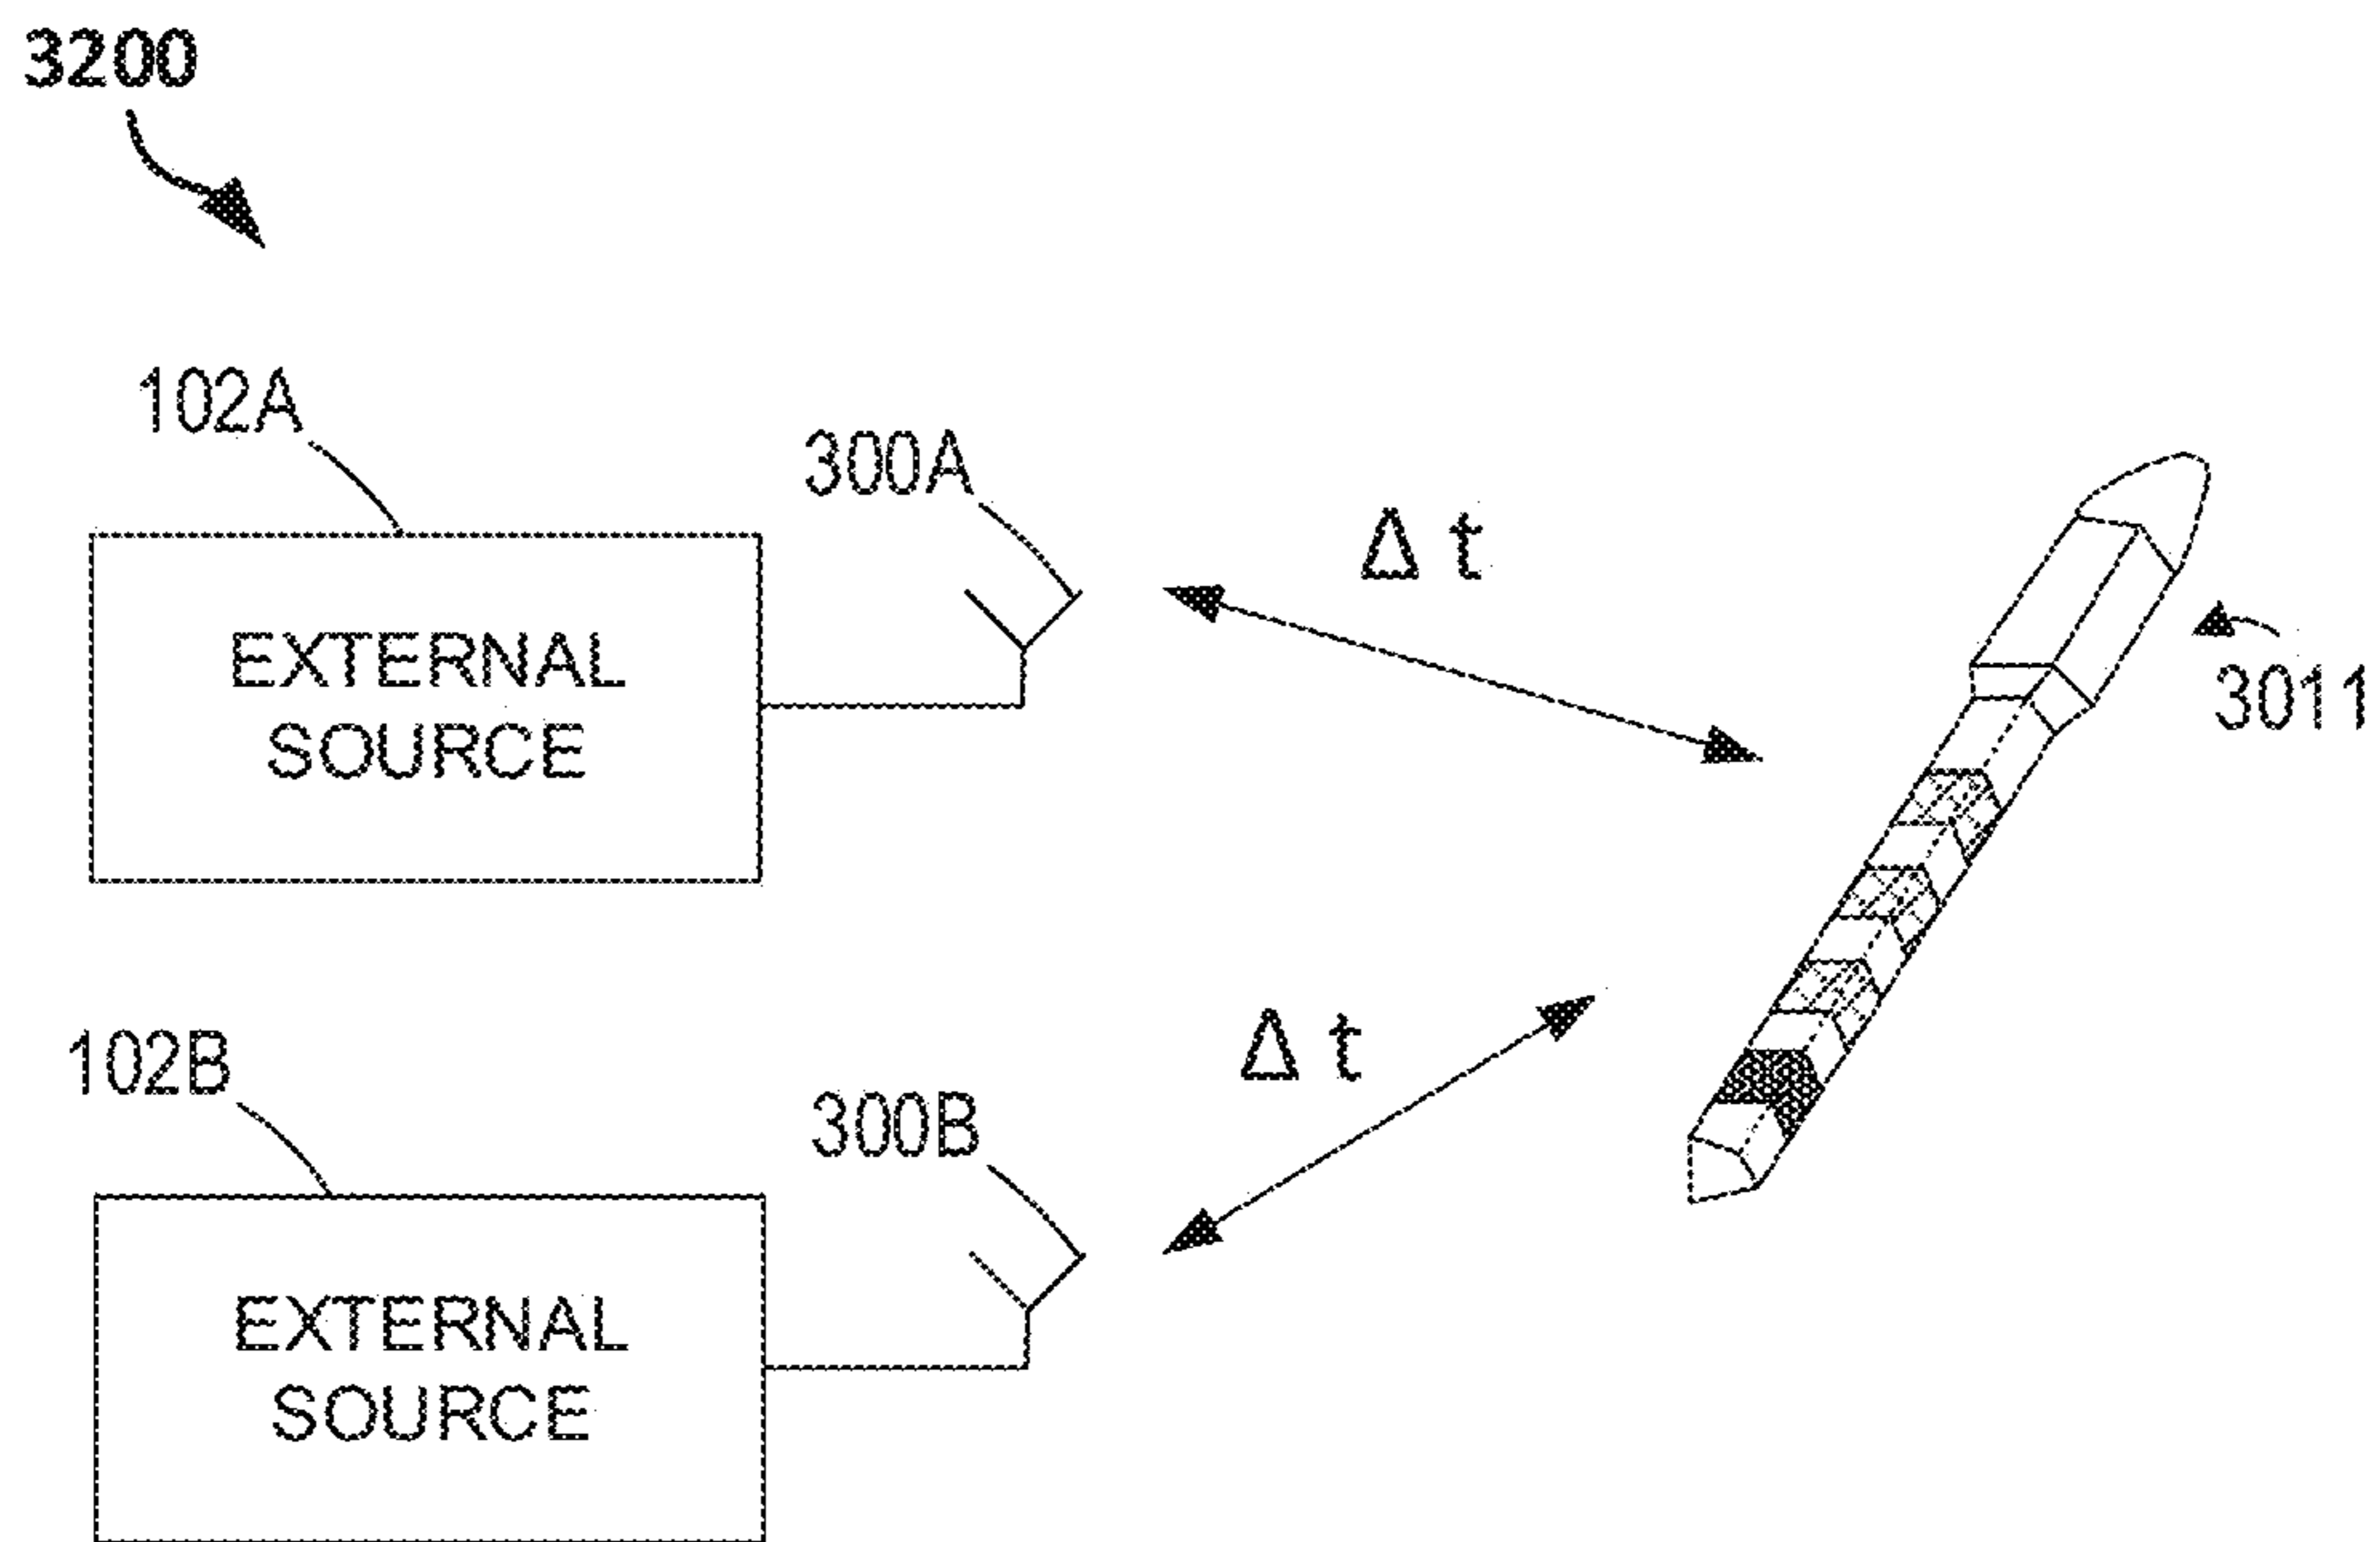 3200
102A
300A
Δ t
EXTERNAL
SOURCE
3011
102B
300B
Δ t
EXTERNAL
SOURCE